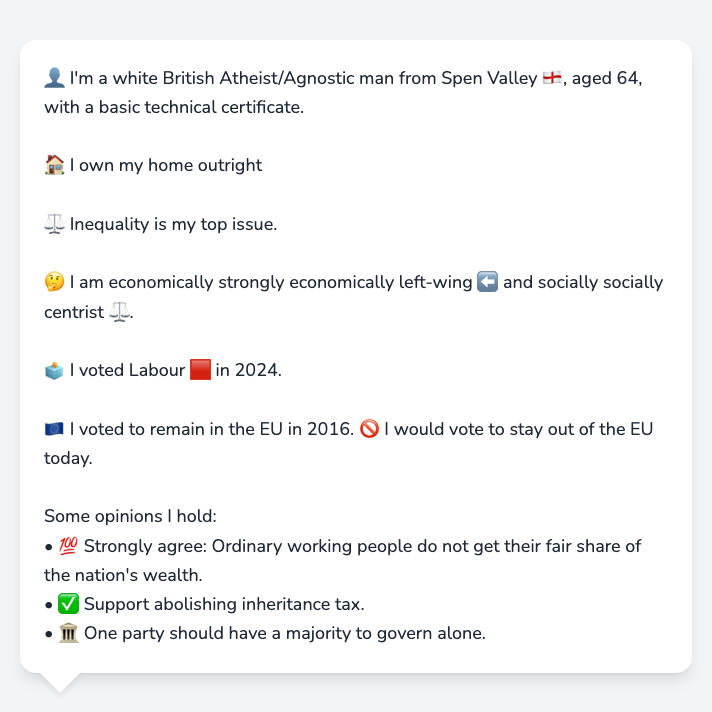 👤 I'm a white British Atheist/Agnostic man from Spen Valley 🏴󠁧󠁢󠁥󠁮󠁧󠁿, aged 64,
with a basic technical certificate.
🏠 I own my home outright
⚖️ Inequality is my top issue.
🤔 I am economically strongly economically left-wing ⬅️ and socially socially
centrist ⚖️.
🗳️ I voted Labour 🟥 in 2024.
🇪🇺 I voted to remain in the EU in 2016. 🚫 I would vote to stay out of the EU
today.
Some opinions I hold:
• 💯 Strongly agree: Ordinary working people do not get their fair share of
the nation's wealth.
• ✅ Support abolishing inheritance tax.
• 🏛️ One party should have a majority to govern alone.